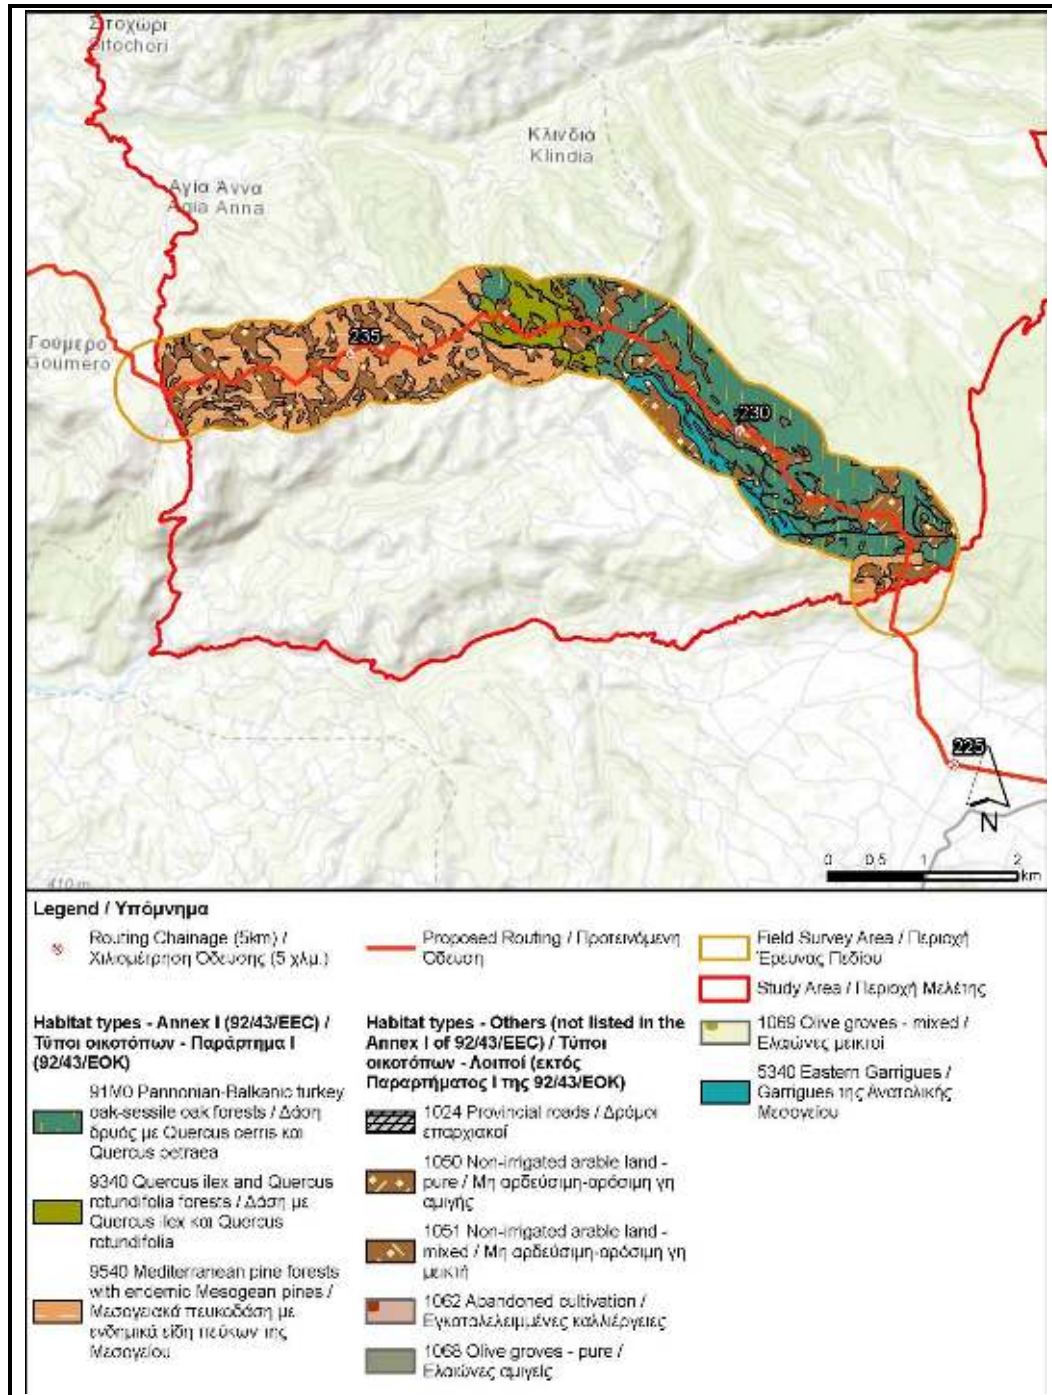 Σιτοχώρι
Sitochori
Κλινδιά
Klindia
Αγία Άννα
Agia Anna
Γούμερο
Goumero
235
230
225
N
0 0.5 1 2
km
410 m
Legend / Υπόμνημα
Routing Chainage (5km) /
Χιλιομέτρηση Όδευσης (5 χλμ.)
Proposed Routing / Προτεινόμενη
Όδευση
Field Survey Area / Περιοχή
Έρευνας Πεδίου
Study Area / Περιοχή Μελέτης
Habitat types - Annex I (92/43/EEC) /
Τύποι οικοτόπων - Παράρτημα Ι
(92/43/ΕΟΚ)
91M0 Pannonian-Balkanic turkey
oak-sessile oak forests / Δάση
δρυός με Quercus cerris και
Quercus petraea
9340 Quercus ilex and Quercus
rotundifolia forests / Δάση με
Quercus ilex και Quercus
rotundifolia
9540 Mediterranean pine forests
with endemic Mesogean pines /
Μεσογειακά πευκοδάση με
ενδημικά είδη πεύκων της
Μεσογείου
Habitat types - Others (not listed in the
Annex I of 92/43/EEC) / Τύποι
οικοτόπων - Λοιποί (εκτός
Παραρτήματος Ι της 92/43/ΕΟΚ)
1024 Provincial roads / Δρόμοι
επαρχιακοί
1050 Non-irrigated arable land -
pure / Μη αρδεύσιμη-αρόσιμη γη
αμιγής
1051 Non-irrigated arable land -
mixed / Μη αρδεύσιμη-αρόσιμη γη
μεικτή
1062 Abandoned cultivation /
Εγκαταλελειμμένες καλλιέργειες
1068 Olive groves - pure /
Ελαιώνες αμιγείς
1069 Olive groves - mixed /
Ελαιώνες μεικτοί
5340 Eastern Garrigues /
Garrigues της Ανατολικής
Μεσογείου